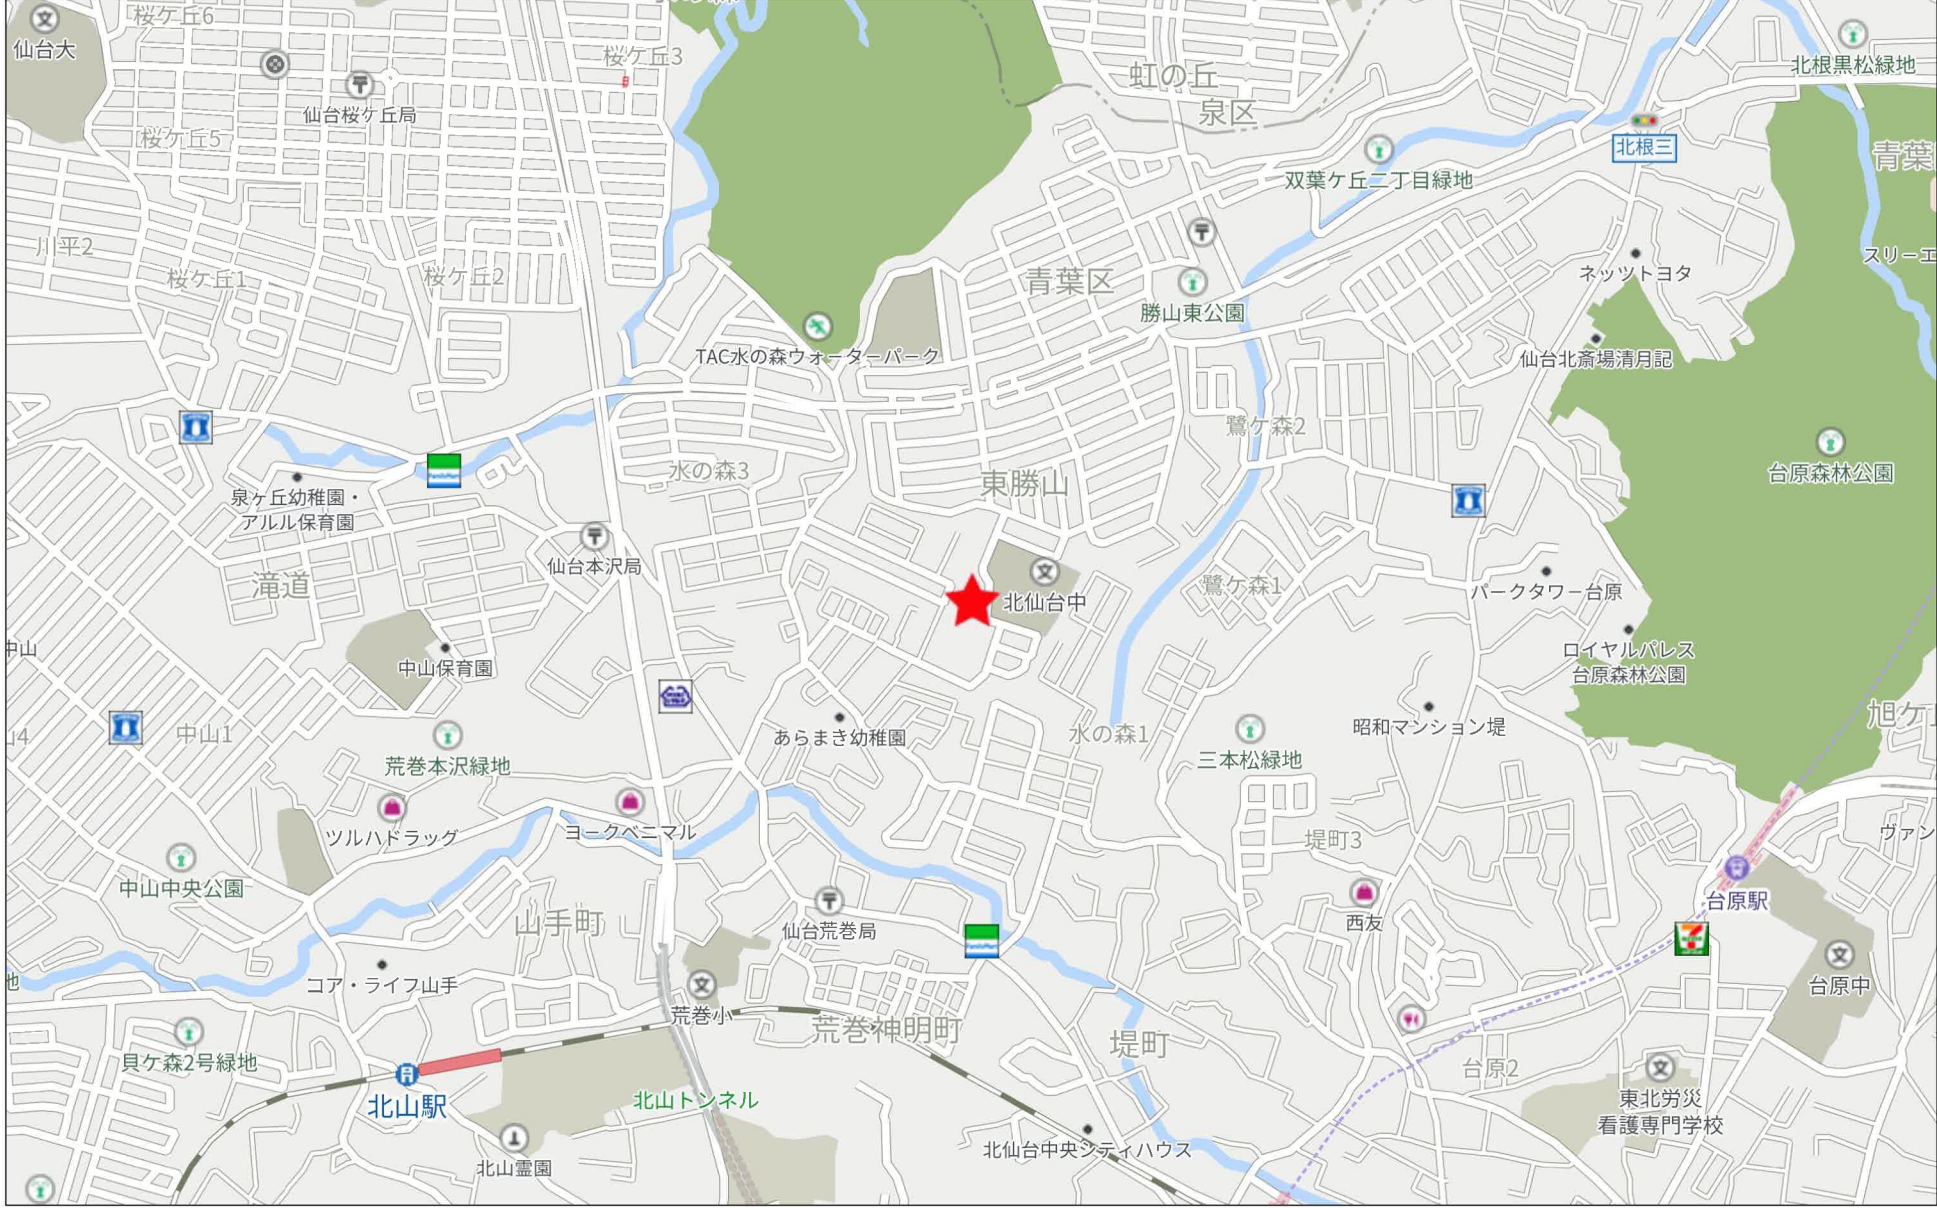 桜ケ丘6
仙台大
桜ケ丘3
虹の丘
泉区
北根黒松緑地
仙台桜ケ丘局
桜ケ丘5
北根三
青葉
双葉ケ丘二丁目緑地
川平2
桜ケ丘1
桜ケ丘2
青葉区
ネッツトヨタ
スリーエ
勝山東公園
TAC水の森ウォーターパーク
仙台北斎場清月記
鷺ケ森2
水の森3
東勝山
台原森林公園
FamilyMart
泉ヶ丘幼稚園・
アルル保育園
仙台本沢局
滝道
北仙台中
鷺ケ森1
パークタワー台原
中山
中山保育園
ロイヤルパレス
台原森林公園
山4
中山1
あらまき幼稚園
水の森1
昭和マンション堤
旭ケ丘
荒巻本沢緑地
三本松緑地
ツルハドラッグ
ヨークベニマル
堤町3
ヴァン
中山中央公園
台原駅
山手町
仙台荒巻局
西友
FamilyMart
地
コア・ライフ山手
台原中
荒巻小
荒巻神明町
堤町
貝ケ森2号緑地
台原2
北山駅
北山トンネル
東北労災
看護専門学校
北仙台中央シティハウス
北山霊園